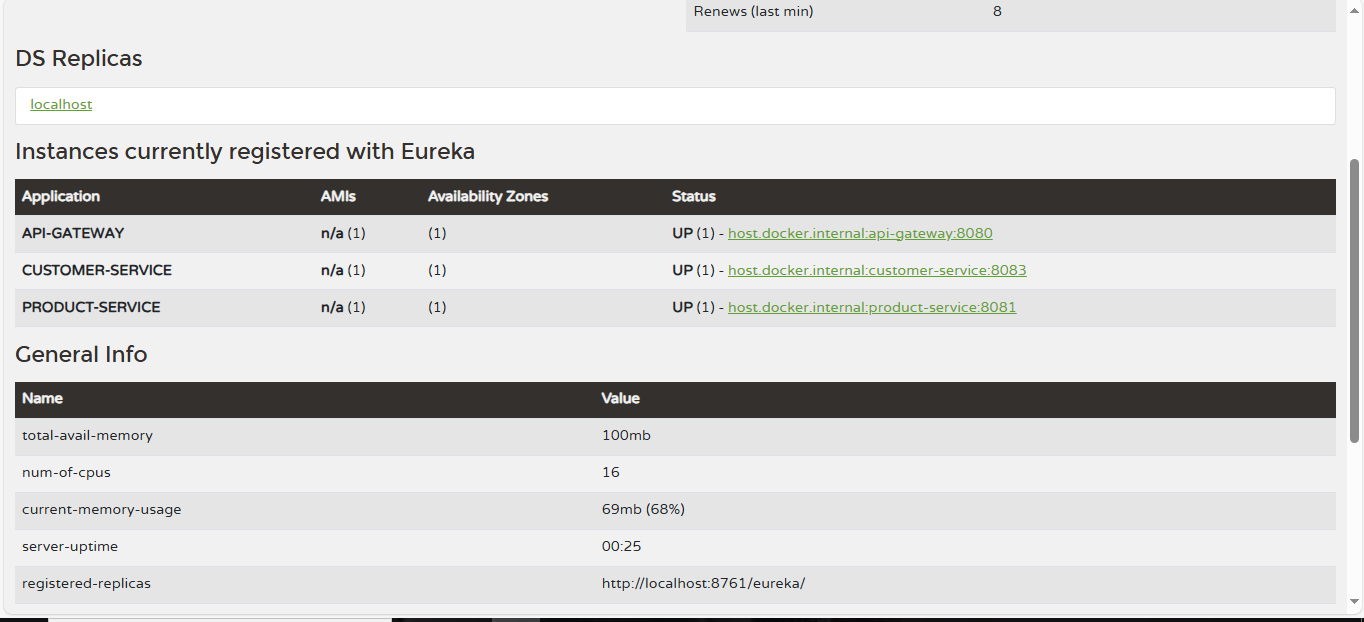 Renews (last min) 8
DS Replicas
localhost
Instances currently registered with Eureka
Application AMIs Availability Zones Status
API-GATEWAY n/a (1) (1) UP (1) - host.docker.internal:api-gateway:8080
CUSTOMER-SERVICE n/a (1) (1) UP (1) - host.docker.internal:customer-service:8083
PRODUCT-SERVICE n/a (1) (1) UP (1) - host.docker.internal:product-service:8081
General Info
Name Value
total-avail-memory 100mb
num-of-cpus 16
current-memory-usage 69mb (68%)
server-uptime 00:25
registered-replicas http://localhost:8761/eureka/